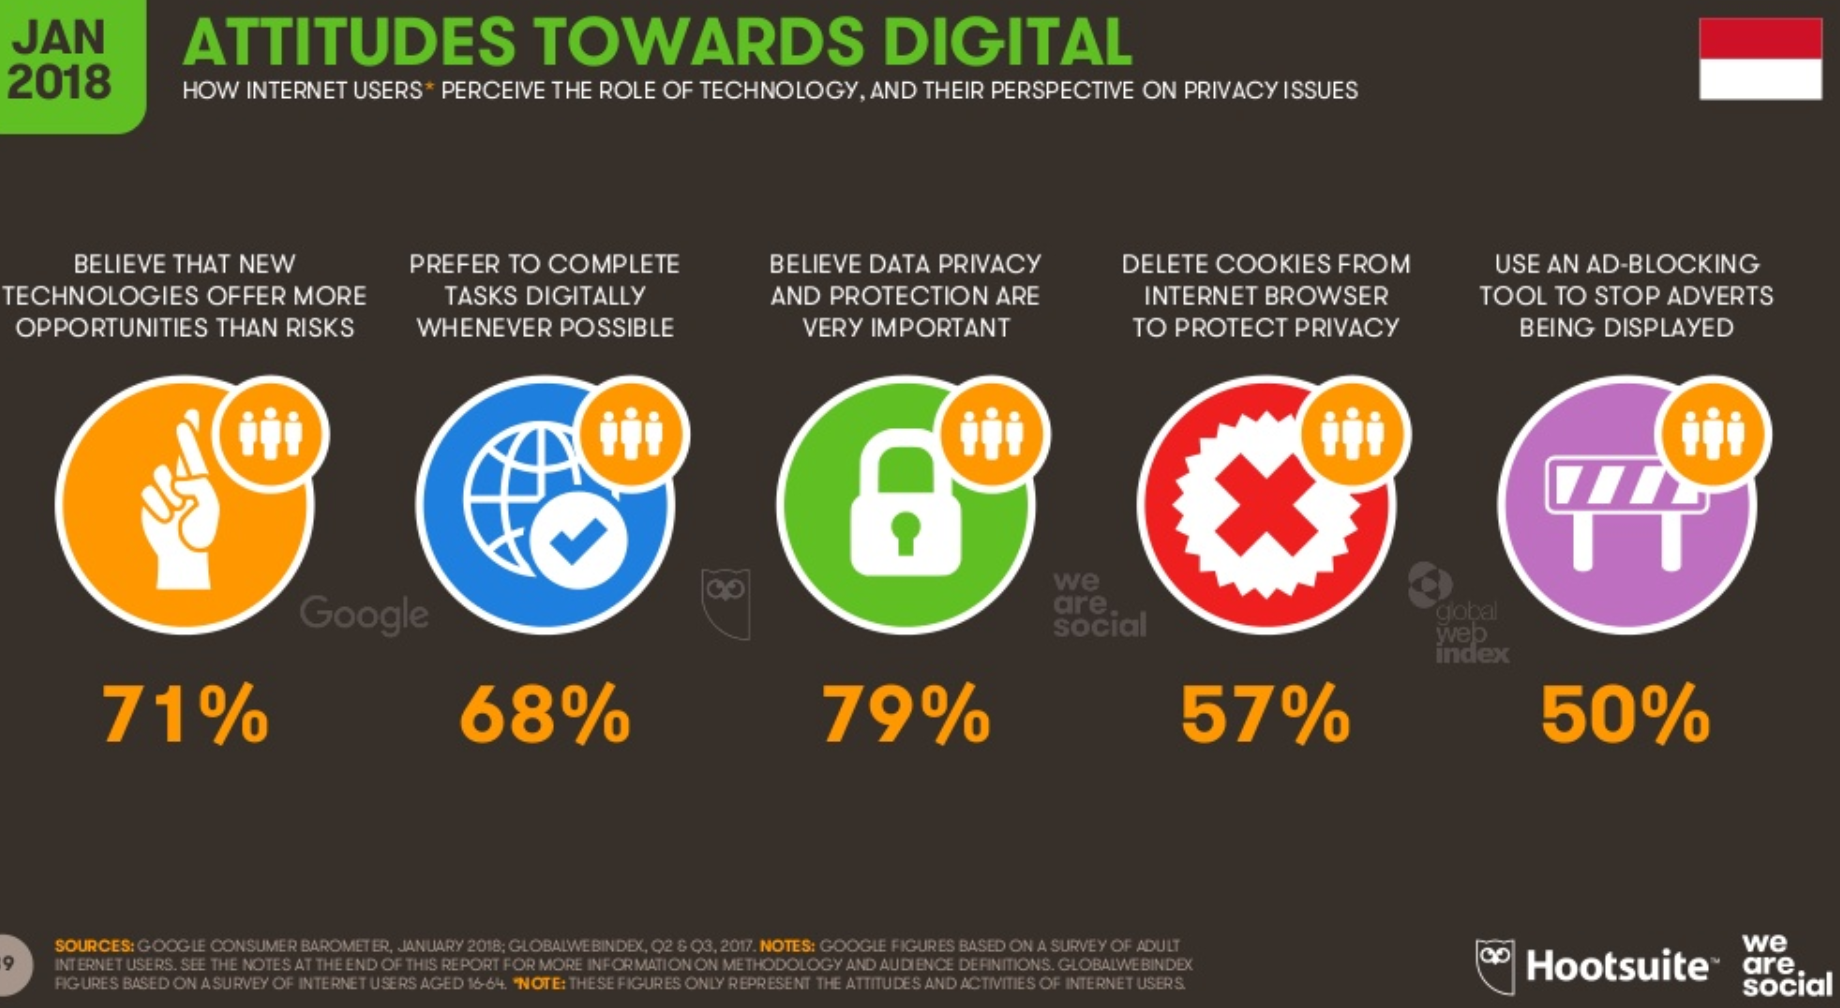 JAN
2018
ATTITUDES TOWARDS DIGITAL
HOW INTERNET USERS* PERCEIVE THE ROLE OF TECHNOLOGY, AND THEIR PERSPECTIVE ON PRIVACY ISSUES
BELIEVE THAT NEW
TECHNOLOGIES OFFER MORE
OPPORTUNITIES THAN RISKS
PREFER TO COMPLETE
TASKS DIGITALLY
WHENEVER POSSIBLE
BELIEVE DATA PRIVACY
AND PROTECTION ARE
VERY IMPORTANT
DELETE COOKIES FROM
INTERNET BROWSER
TO PROTECT PRIVACY
USE AN AD-BLOCKING
TOOL TO STOP ADVERTS
BEING DISPLAYED
Google
we
are.
social
global
web
index
71%
68%
79%
57%
50%
SOURCES: GOOGLE CONSUMER BAROMETER, JANUARY 2018; GLOBALWEBINDEX, Q2 & Q3, 2017. NOTES: GOOGLE FIGURES BASED ON A SURVEY OF ADULT
INTERNET USERS. SEE THE NOTES AT THE END OF THIS REPORT FOR MORE INFORMATION ON METHODOLOGY AND AUDIENCE DEFINITIONS. GLOBALWEBINDEX
FIGURES BASED ON A SURVEY OF INTERNET USERS AGED 16-64. *NOTE: THESE FIGURES ONLY REPRESENT THE ATTITUDES AND ACTIVITIES OF INTERNET USERS.
Hootsuite™
we
are.
social